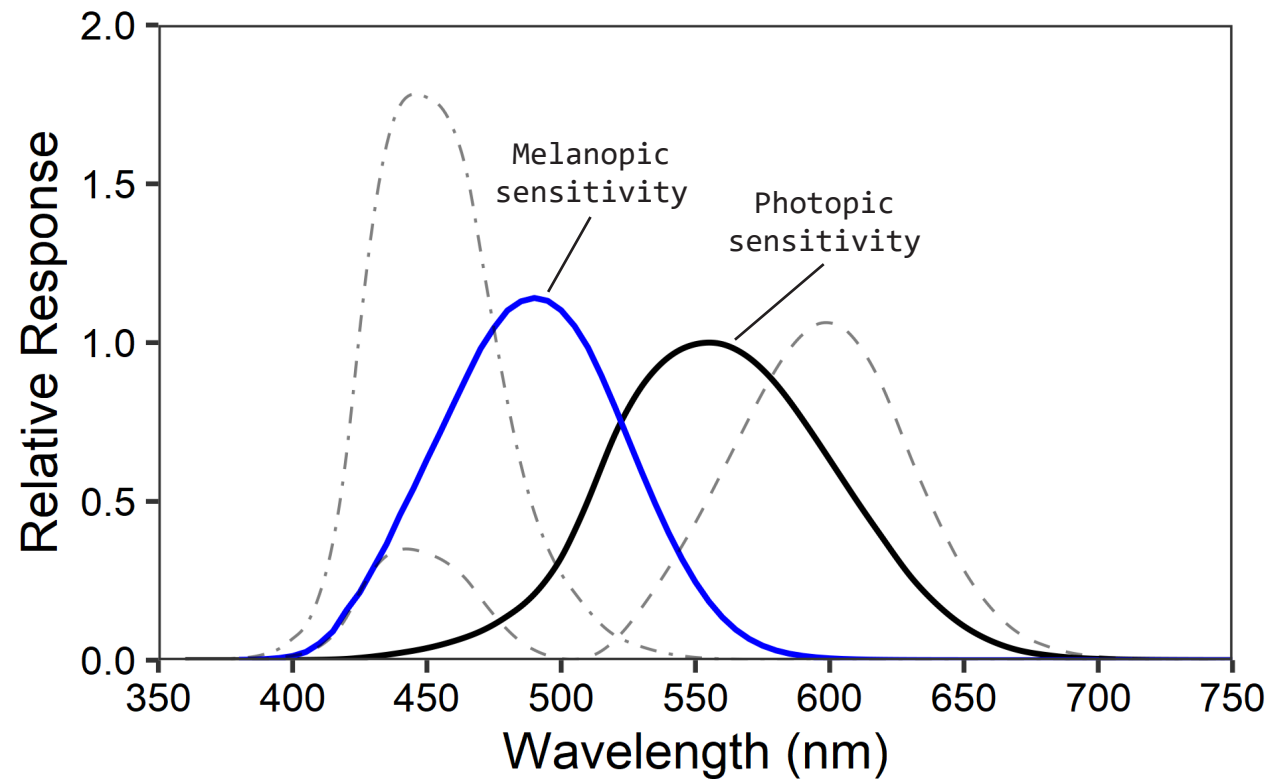 2.0
1.5
1.0
0.5
0.0
Relative Response
Melanopic
sensitivity
Photopic
sensitivity
350 400 450 500 550 600 650 700 750
Wavelength (nm)